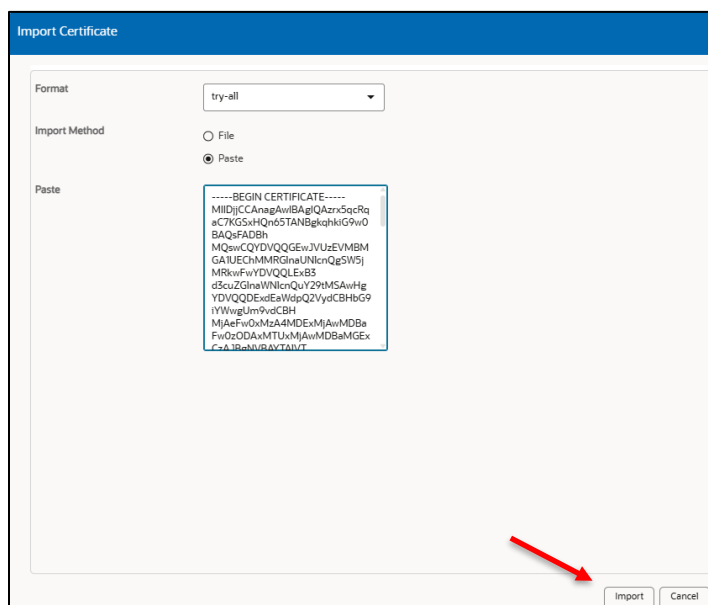 Import Certificate
Format
try-all
Import Method
File
Paste
Paste
-----BEGIN CERTIFICATE-----
MIIDjjCCAnagAwIBAgIQAzrx5qcRq
aC7KGSxHQn65TANBgkqhkiG9w0
BAQsFADBh
MQswCQYDVQQGEwJVUzEVMBM
GA1UEChMMRGlnaUNlcnQgSW5j
MRkwFwYDVQQLExB3
d3cuZGlnaWNlcnQuY29tMSAwHg
YDVQQDExdEaWdpQ2VydCBHbG9
iYWwgUm9vdCBH
MjAeFw0xMzA4MDExMjAwMDBa
Fw0zODAxMTUxMjAwMDBaMGEx
CzAJBgNVBAYTAlVT
Import
Cancel